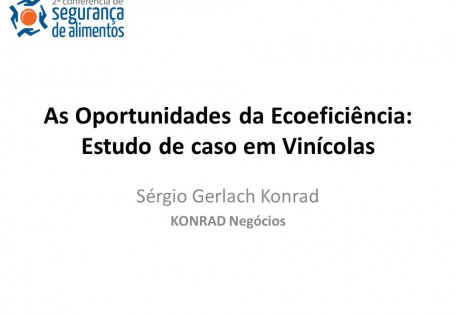 2ª conferência de
segurança
de alimentos
As Oportunidades da Ecoeficiência:
Estudo de caso em Vinícolas
Sérgio Gerlach Konrad
KONRAD Negócios